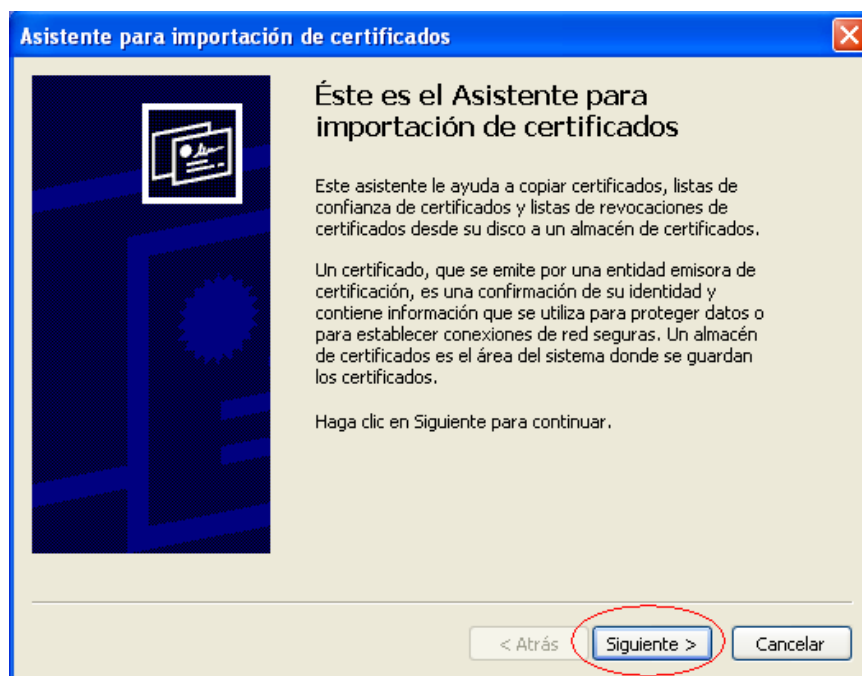 Asistente para importación de certificados
Éste es el Asistente para
importación de certificados
Este asistente le ayuda a copiar certificados, listas de
confianza de certificados y listas de revocaciones de
certificados desde su disco a un almacén de certificados.
Un certificado, que se emite por una entidad emisora de
certificación, es una confirmación de su identidad y
contiene información que se utiliza para proteger datos o
para establecer conexiones de red seguras. Un almacén
de certificados es el área del sistema donde se guardan
los certificados.
Haga clic en Siguiente para continuar.
< Atrás Siguiente > Cancelar